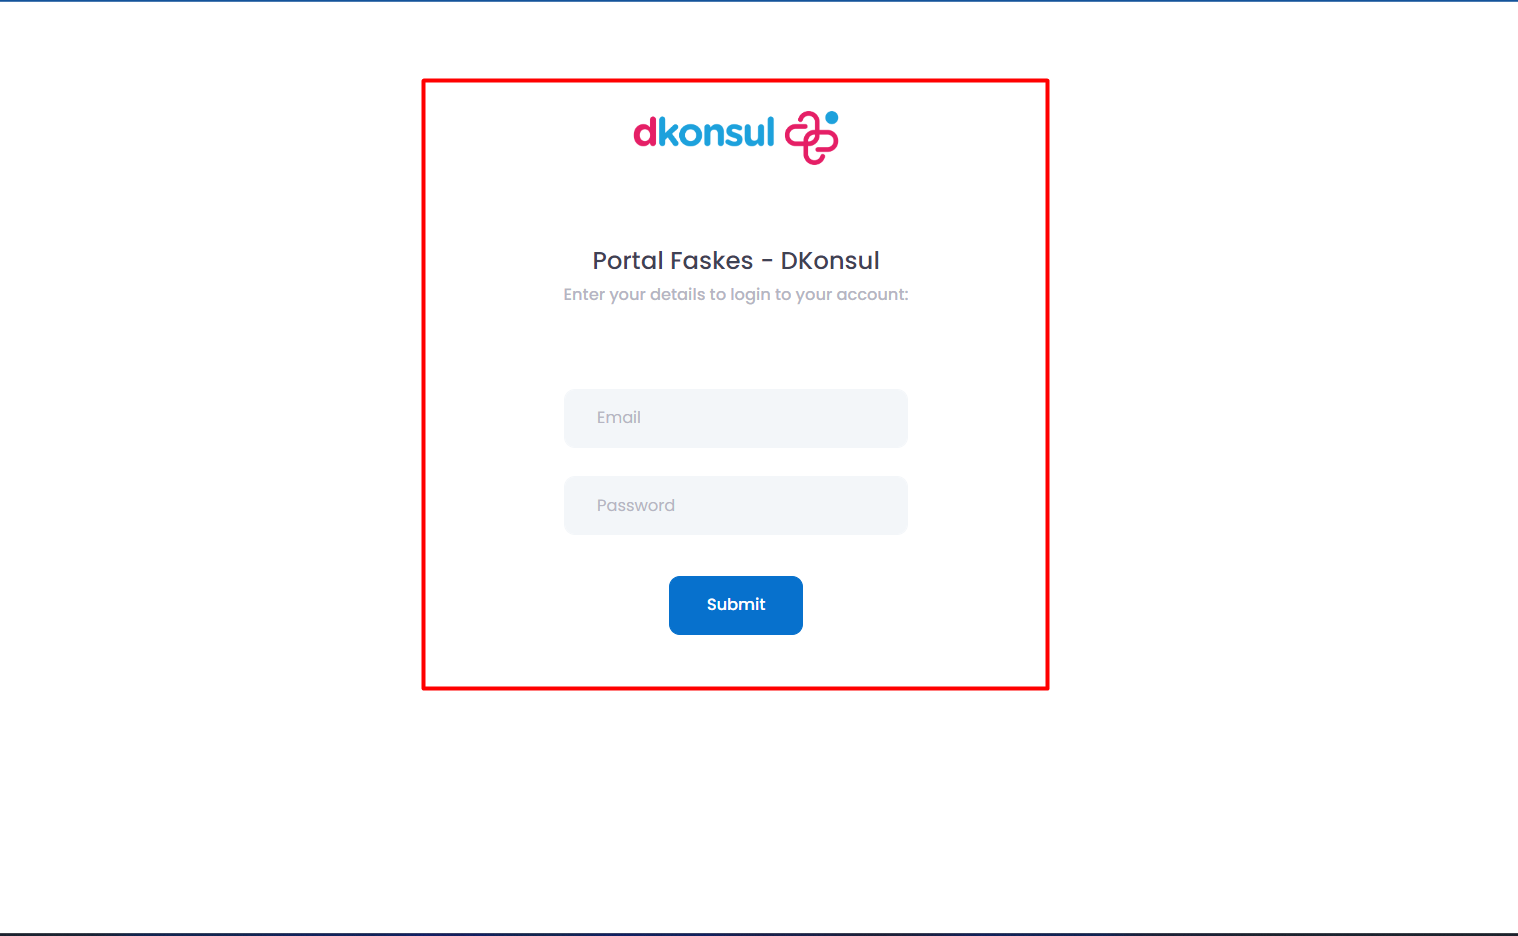 dkonsul
Portal Faskes - DKonsul
Enter your details to login to your account:
Email
Password
Submit